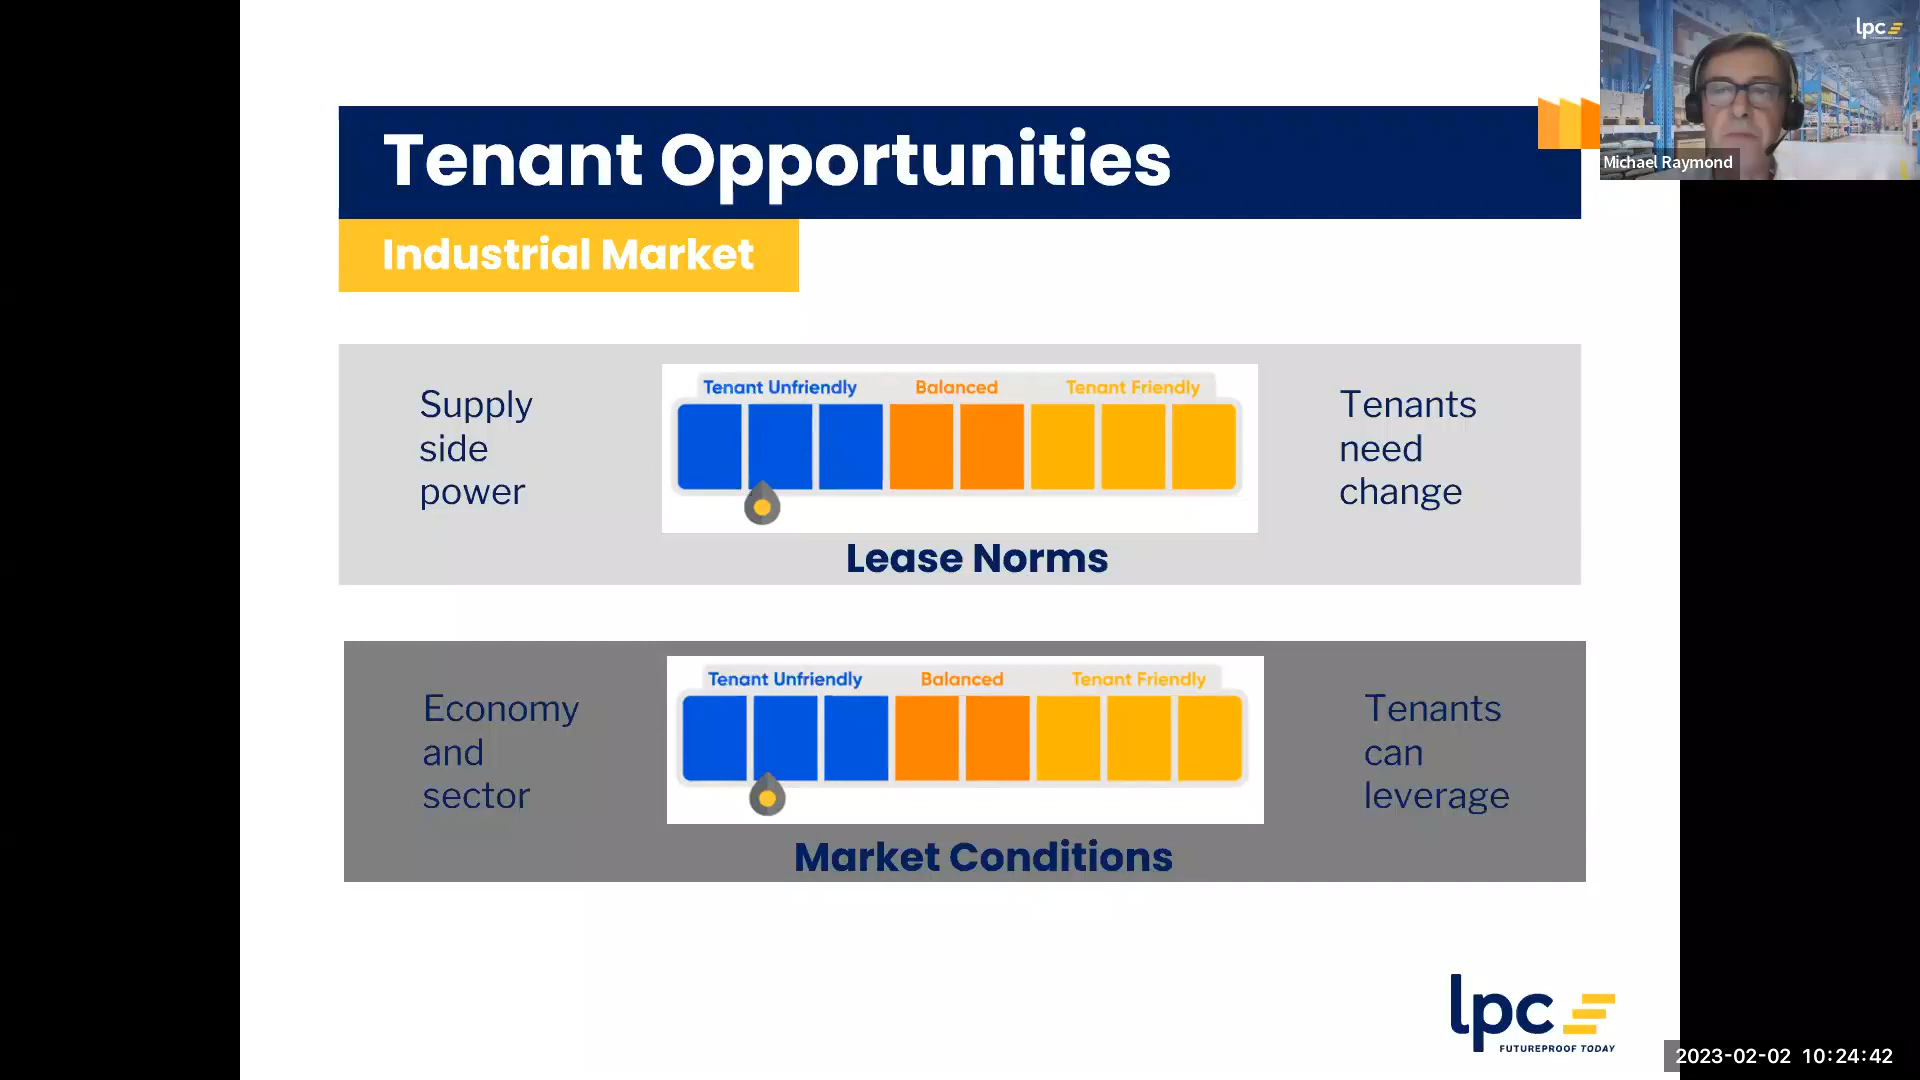 lpc
Michael Raymond
Tenant Opportunities
Industrial Market
Supply
side
power
Tenant Unfriendly Balanced Tenant Friendly
Lease Norms
Tenants
need
change
Economy
and
sector
Tenant Unfriendly Balanced Tenant Friendly
Market Conditions
Tenants
can
leverage
lpc
FUTUREPROOF TODAY
2023-02-02 10:24:42